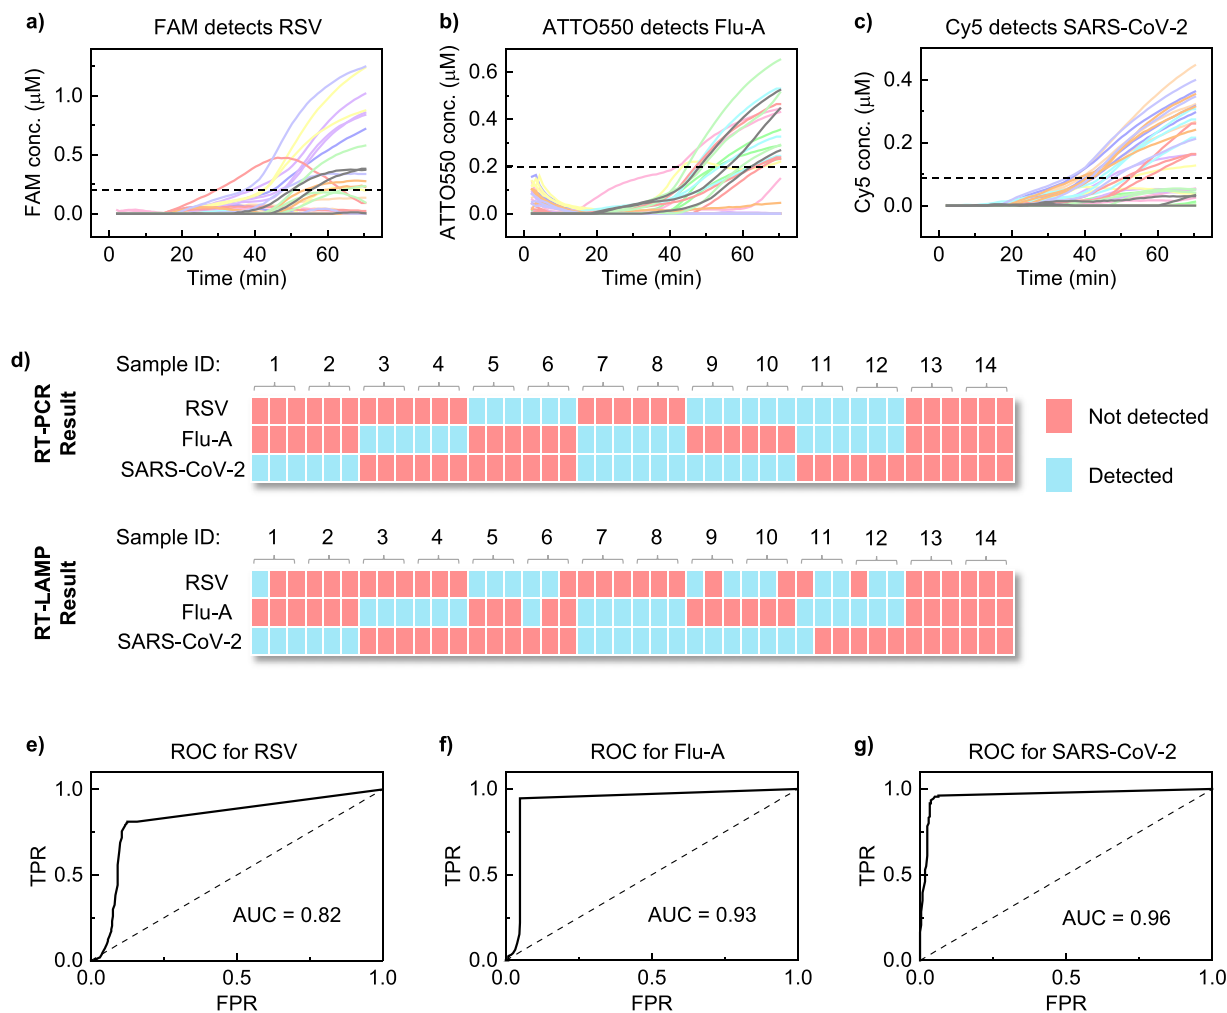 a)
FAM detects RSV
FAM conc. (μM)
1.0
0.5
0.0
0
20
40
60
Time (min)
b)
ATTO550 detects Flu-A
ATTO550 conc. (μM)
0.6
0.4
0.2
0.0
0
20
40
60
Time (min)
c)
Cy5 detects SARS-CoV-2
Cy5 conc. (μM)
0.4
0.2
0.0
0
20
40
60
Time (min)
d)
RT-PCR
Result
Sample ID: 1 2 3 4 5 6 7 8 9 10 11 12 13 14
RSV
Flu-A
SARS-CoV-2
Not detected
Detected
RT-LAMP
Result
Sample ID: 1 2 3 4 5 6 7 8 9 10 11 12 13 14
RSV
Flu-A
SARS-CoV-2
e)
ROC for RSV
TPR
1.0
0.5
0.0
AUC = 0.82
0.0
0.5
1.0
FPR
f)
ROC for Flu-A
TPR
1.0
0.5
0.0
AUC = 0.93
0.0
0.5
1.0
FPR
g)
ROC for SARS-CoV-2
TPR
1.0
0.5
0.0
AUC = 0.96
0.0
0.5
1.0
FPR